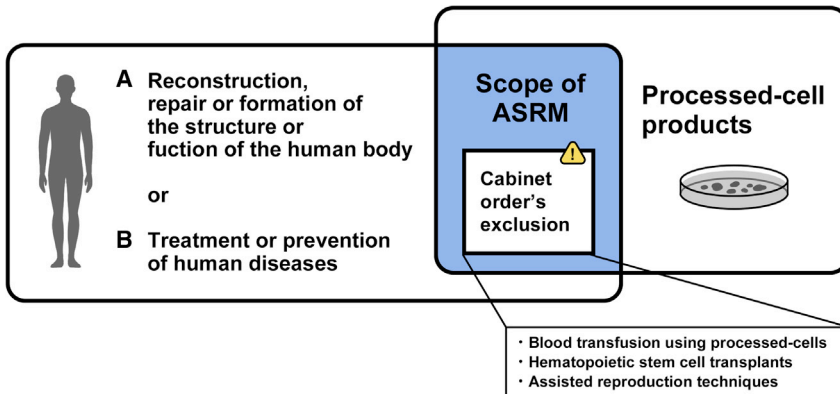 A Reconstruction,
repair or formation of
the structure or
fuction of the human body
or
B Treatment or prevention
of human diseases
Scope of
ASRM
!
Cabinet
order's
exclusion
Processed-cell
products
・Blood transfusion using processed-cells
・Hematopoietic stem cell transplants
・Assisted reproduction techniques